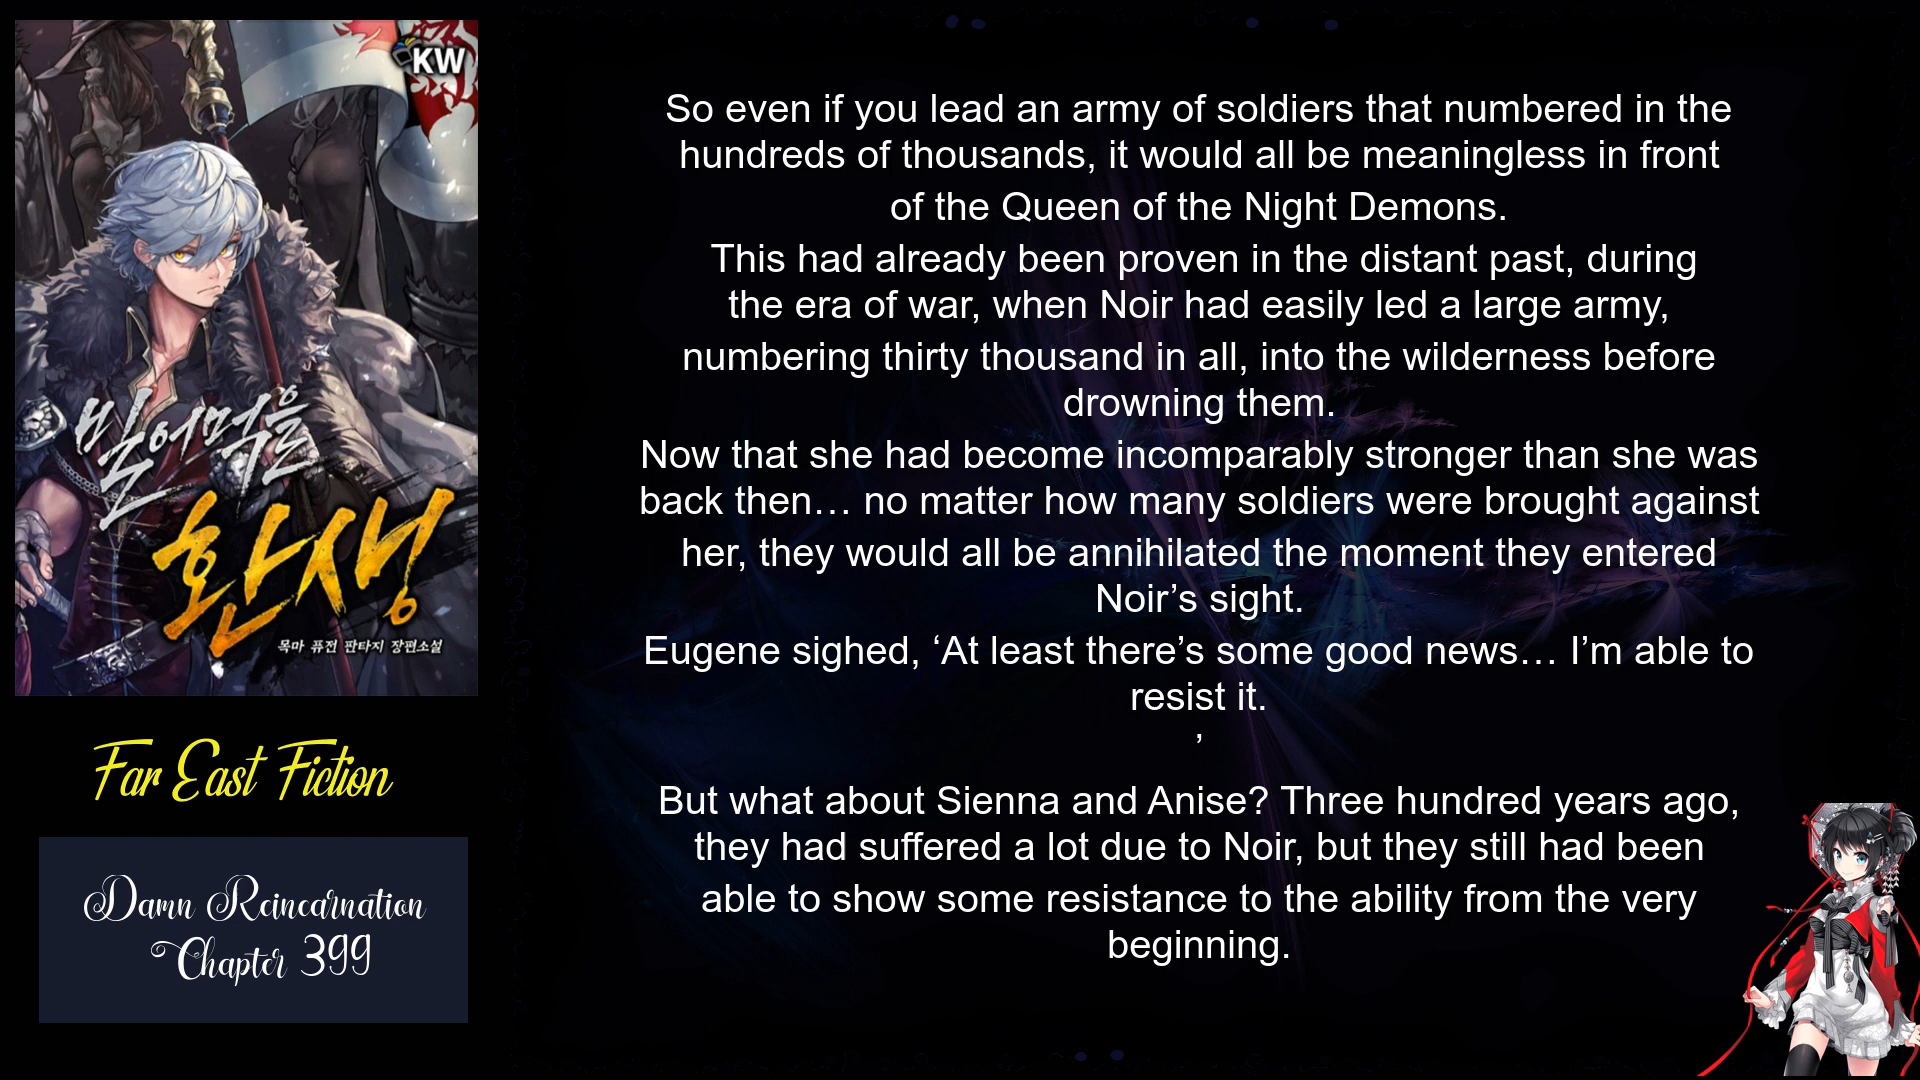 KW
빌어먹을
환생
목마 퓨전 판타지 장편소설
Far East Fiction
Damn Reincarnation
Chapter 399
So even if you lead an army of soldiers that numbered in the
hundreds of thousands, it would all be meaningless in front
of the Queen of the Night Demons.
This had already been proven in the distant past, during
the era of war, when Noir had easily led a large army,
numbering thirty thousand in all, into the wilderness before
drowning them.
Now that she had become incomparably stronger than she was
back then… no matter how many soldiers were brought against
her, they would all be annihilated the moment they entered
Noir’s sight.
Eugene sighed, ‘At least there’s some good news… I’m able to
resist it.
’
But what about Sienna and Anise? Three hundred years ago,
they had suffered a lot due to Noir, but they still had been
able to show some resistance to the ability from the very
beginning.